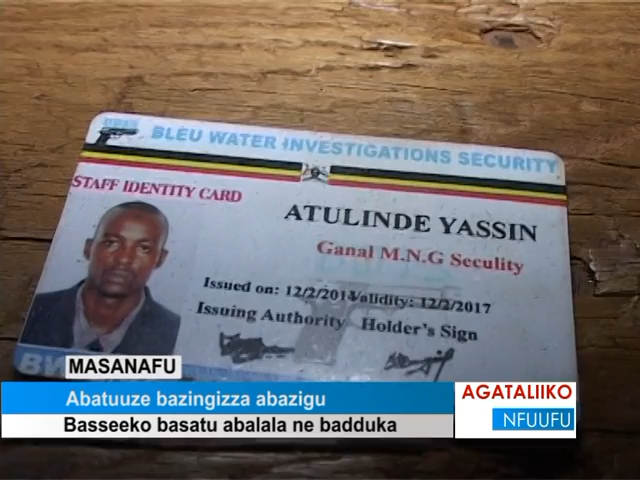 BLEU WATER INVESTIGATIONS SECURITY
STAFF IDENTITY CARD
ATULINDE YASSIN
Ganal M.N.G Seculity
Issued on: 12/2/2014 Validity: 12/2/2017
Issuing Authority Holder's Sign
MASANAFU
Abatuuze bazingizza abazigu
Basseeko basatu abalala ne badduka
AGATALIIKO
NFUUFU